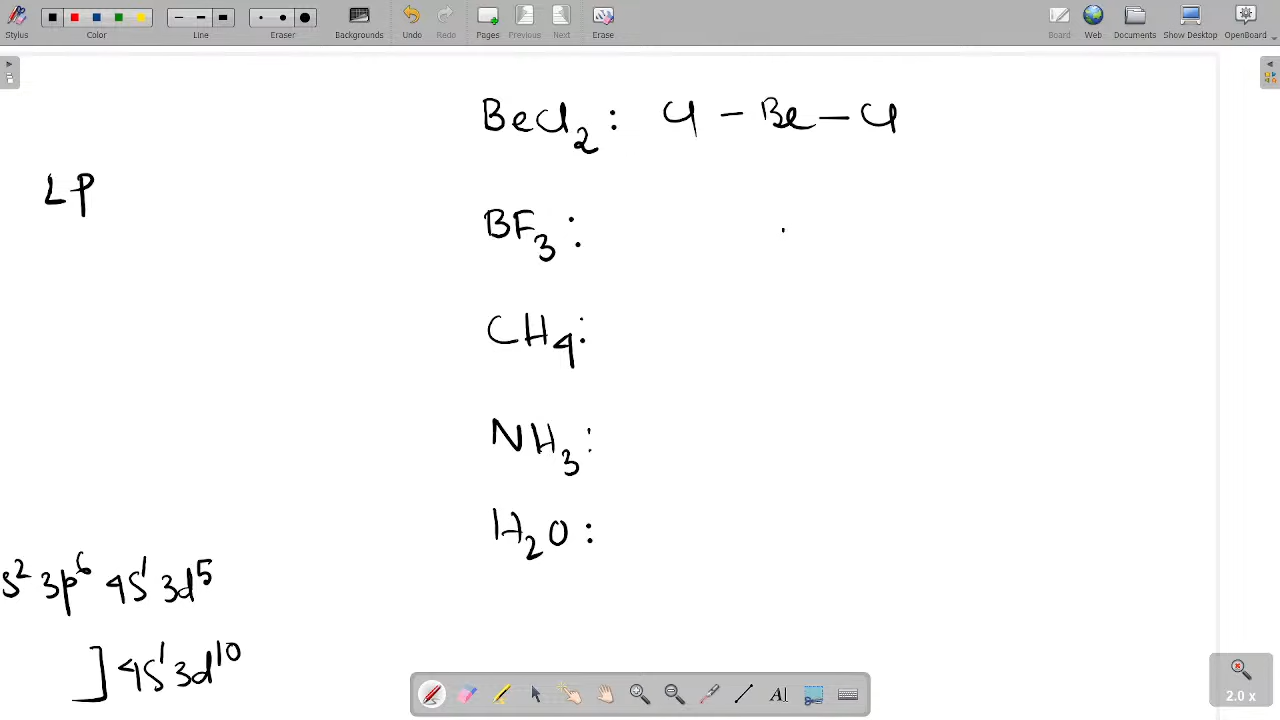 Stylus Color Line Eraser Backgrounds Undo Redo Pages Previous Next Erase Board Web Documents Show Desktop OpenBoard
BeCl₂ : Cl – Be – Cl
LP
BF₃ :
CH₄ :
NH₃ :
H₂O :
s² 3p⁶ 4s¹ 3d⁵
] 4s¹ 3d¹⁰
AI
2.0 x